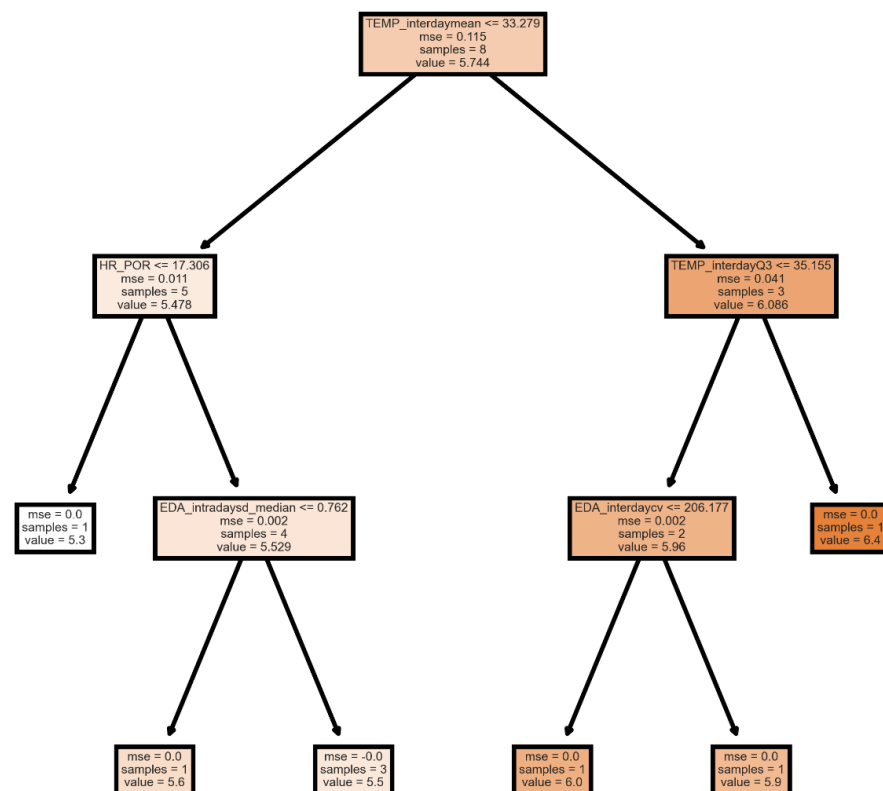 TEMP_interdaymean <= 33.279
mse = 0.115
samples = 8
value = 5.744
HR_POR <= 17.306
mse = 0.011
samples = 5
value = 5.478
TEMP_interdayQ3 <= 35.155
mse = 0.041
samples = 3
value = 6.086
mse = 0.0
samples = 1
value = 5.3
EDA_intradaysd_median <= 0.762
mse = 0.002
samples = 4
value = 5.529
EDA_interdaycv <= 206.177
mse = 0.002
samples = 2
value = 5.96
mse = 0.0
samples = 1
value = 6.4
mse = 0.0
samples = 1
value = 5.6
mse = -0.0
samples = 3
value = 5.5
mse = 0.0
samples = 1
value = 6.0
mse = 0.0
samples = 1
value = 5.9